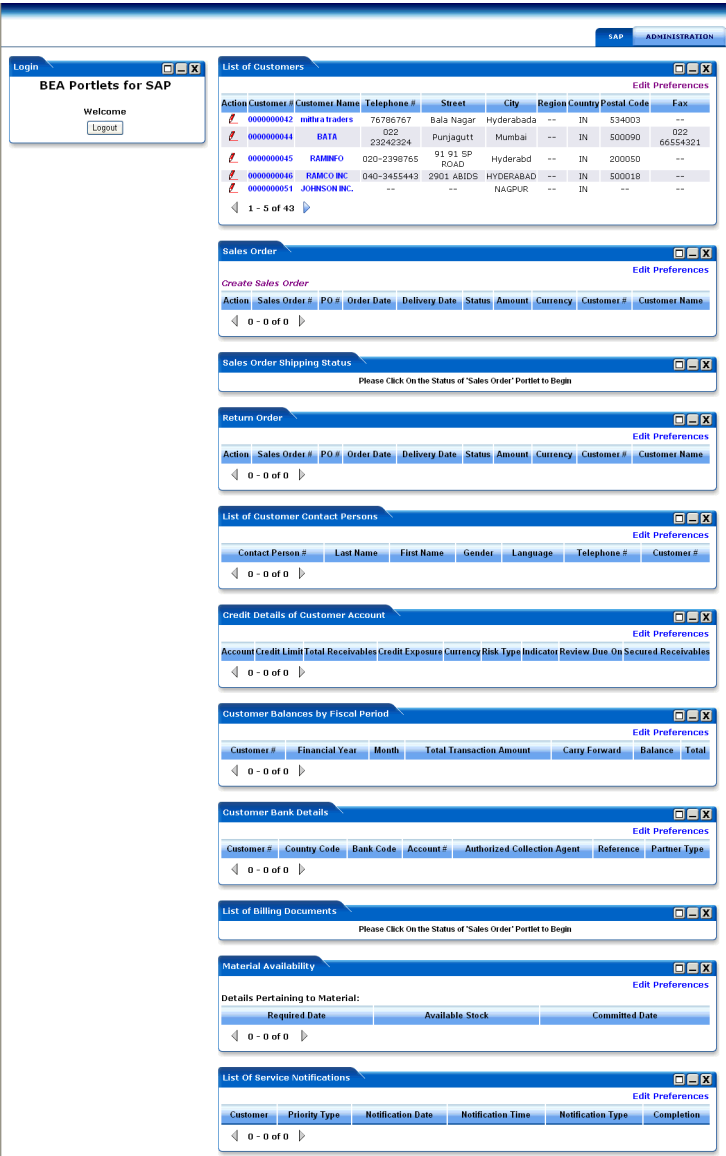 SAP ADMINISTRATION
Login
BEA Portlets for SAP
Welcome
Logout
List of Customers
Edit Preferences
Action Customer # Customer Name Telephone # Street City Region Country Postal Code Fax
0000000042 mithra traders 76786767 Bala Nagar Hyderabada -- IN 534003 --
0000000044 BATA 022 23242324 Punjagutt Mumbai -- IN 500090 022 66554321
0000000045 RAMINFO 020-2398765 91 91 SP ROAD Hyderabd -- IN 200050 --
0000000046 RAMCO INC 040-3455443 2901 ABIDS HYDERABAD -- IN 500018 --
0000000051 JOHNSON INC. -- -- NAGPUR -- IN -- --
1 - 5 of 43
Sales Order
Edit Preferences
Create Sales Order
Action Sales Order # PO # Order Date Delivery Date Status Amount Currency Customer # Customer Name
0 - 0 of 0
Sales Order Shipping Status
Please Click On the Status of 'Sales Order' Portlet to Begin
Return Order
Edit Preferences
Action Sales Order # PO # Order Date Delivery Date Status Amount Currency Customer # Customer Name
0 - 0 of 0
List of Customer Contact Persons
Edit Preferences
Contact Person # Last Name First Name Gender Language Telephone # Customer #
0 - 0 of 0
Credit Details of Customer Account
Edit Preferences
Account Credit Limit Total Receivables Credit Exposure Currency Risk Type Indicator Review Due On Secured Receivables
0 - 0 of 0
Customer Balances by Fiscal Period
Edit Preferences
Customer # Financial Year Month Total Transaction Amount Carry Forward Balance Total
0 - 0 of 0
Customer Bank Details
Edit Preferences
Customer # Country Code Bank Code Account # Authorized Collection Agent Reference Partner Type
0 - 0 of 0
List of Billing Documents
Please Click On the Status of 'Sales Order' Portlet to Begin
Material Availability
Edit Preferences
Details Pertaining to Material:
Required Date Available Stock Committed Date
0 - 0 of 0
List Of Service Notifications
Edit Preferences
Customer Priority Type Notification Date Notification Time Notification Type Completion
0 - 0 of 0